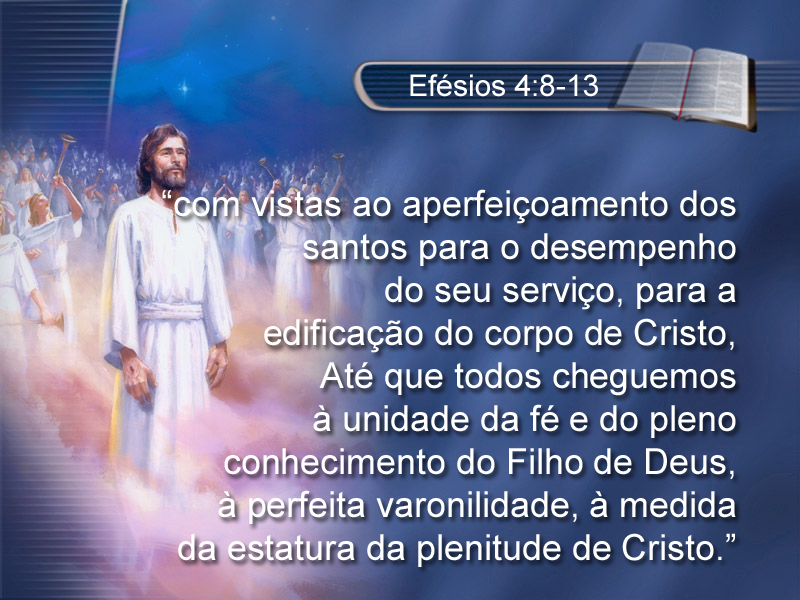 Efésios 4:8-13
“com vistas ao aperfeiçoamento dos
santos para o desempenho
do seu serviço, para a
edificação do corpo de Cristo,
Até que todos cheguemos
à unidade da fé e do pleno
conhecimento do Filho de Deus,
à perfeita varonilidade, à medida
da estatura da plenitude de Cristo.”